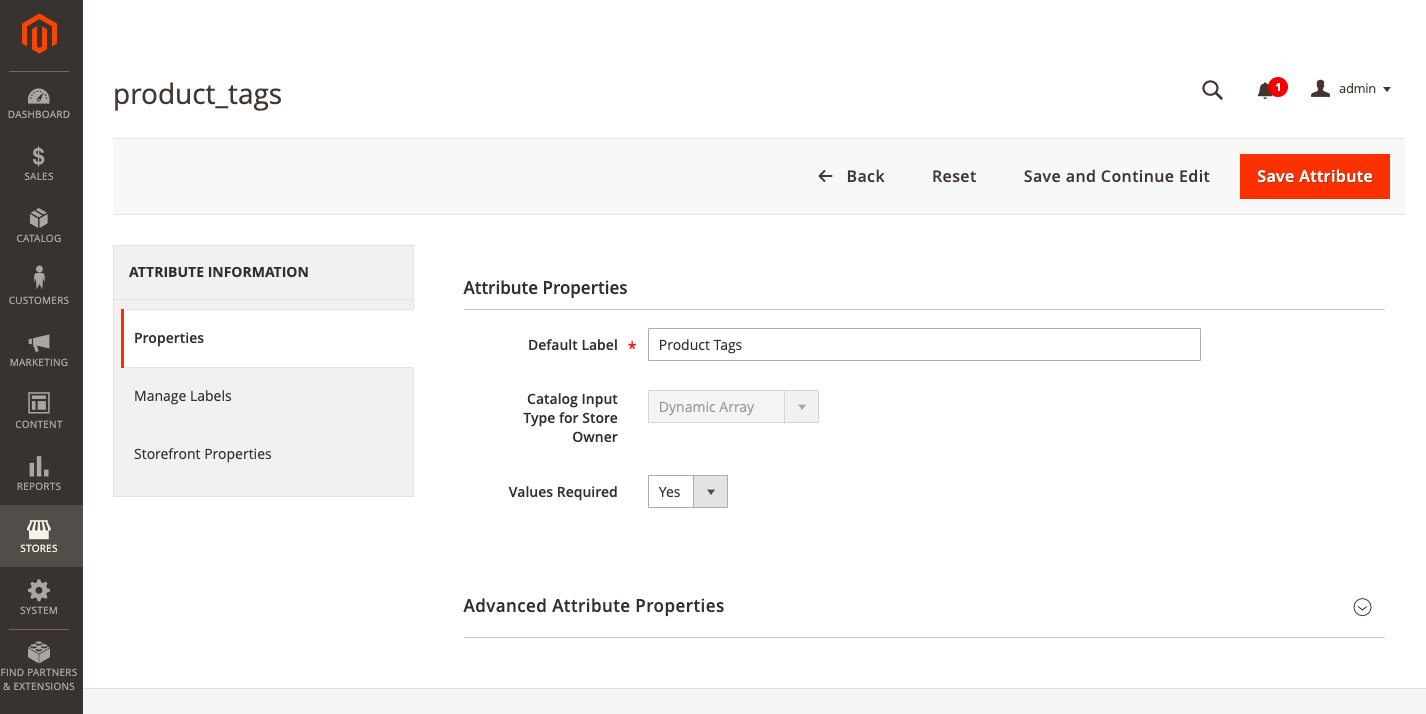 product_tags
1
admin
Back
Reset
Save and Continue Edit
Save Attribute
DASHBOARD
SALES
CATALOG
CUSTOMERS
MARKETING
CONTENT
REPORTS
STORES
SYSTEM
FIND PARTNERS
& EXTENSIONS
ATTRIBUTE INFORMATION
Properties
Manage Labels
Storefront Properties
Attribute Properties
Default Label * Product Tags
Catalog Input
Type for Store
Owner
Dynamic Array
Values Required Yes
Advanced Attribute Properties